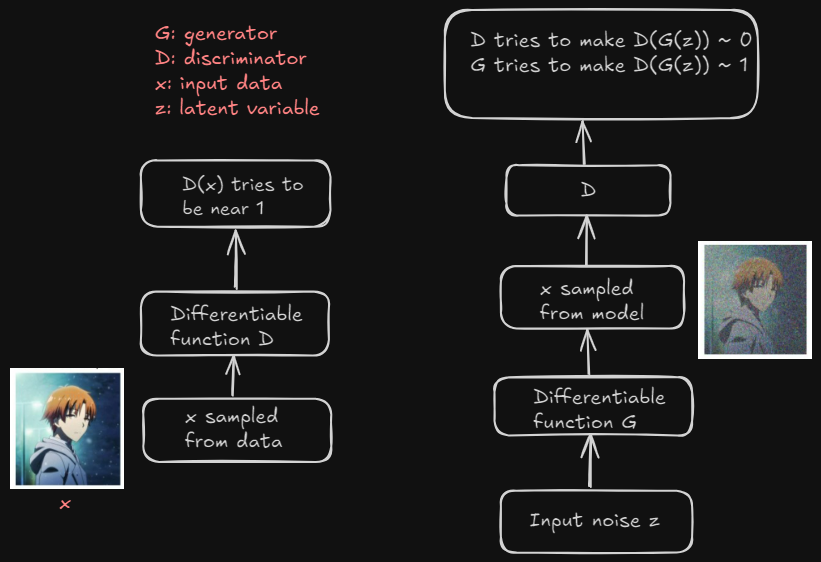 G: generator
D: discriminator
x: input data
z: latent variable
D(x) tries to
be near 1
Differentiable
function D
x sampled
from data
x
D tries to make D(G(z)) ~ 0
G tries to make D(G(z)) ~ 1
D
x sampled
from model
Differentiable
function G
Input noise z